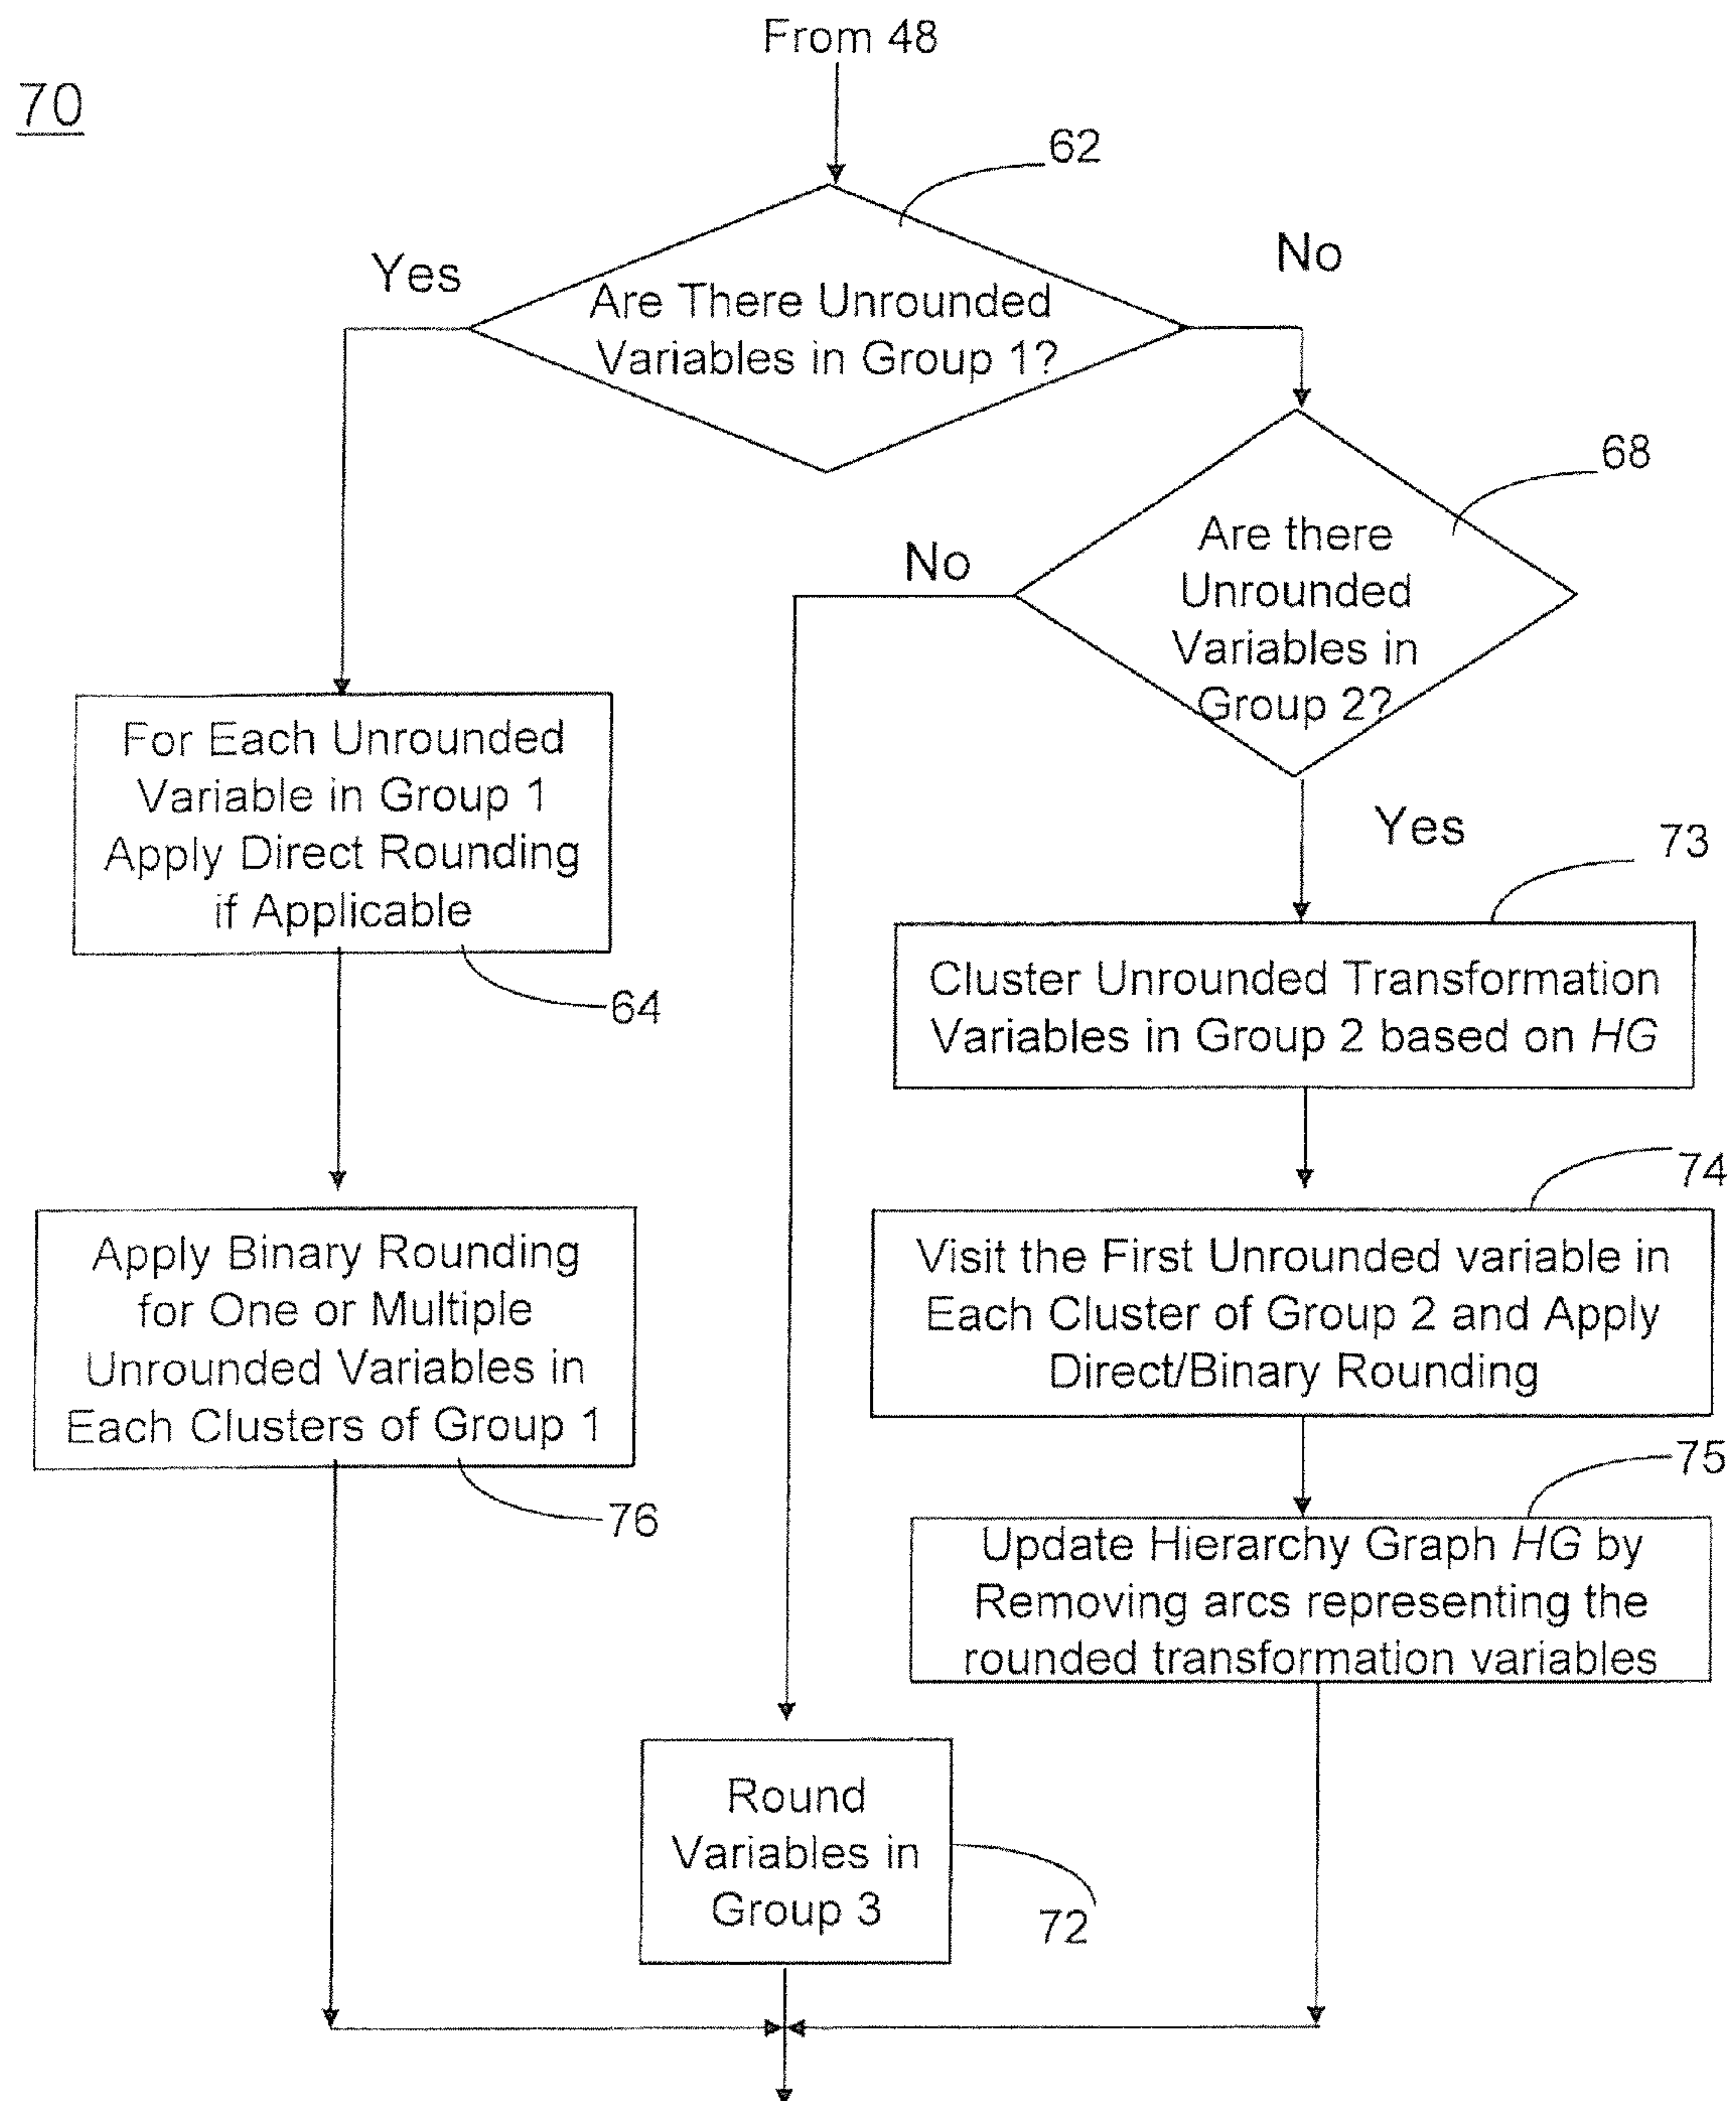 From 48
70
62
Yes
No
Are There Unrounded
Variables in Group 1?
68
No
Are there
Unrounded
Variables in
Group 2?
Yes
For Each Unrounded
Variable in Group 1
Apply Direct Rounding
if Applicable
64
73
Cluster Unrounded Transformation
Variables in Group 2 based on HG
74
Visit the First Unrounded variable in
Each Cluster of Group 2 and Apply
Direct/Binary Rounding
Apply Binary Rounding
for One or Multiple
Unrounded Variables in
Each Clusters of Group 1
76
75
Update Hierarchy Graph HG by
Removing arcs representing the
rounded transformation variables
Round
Variables in
Group 3
72